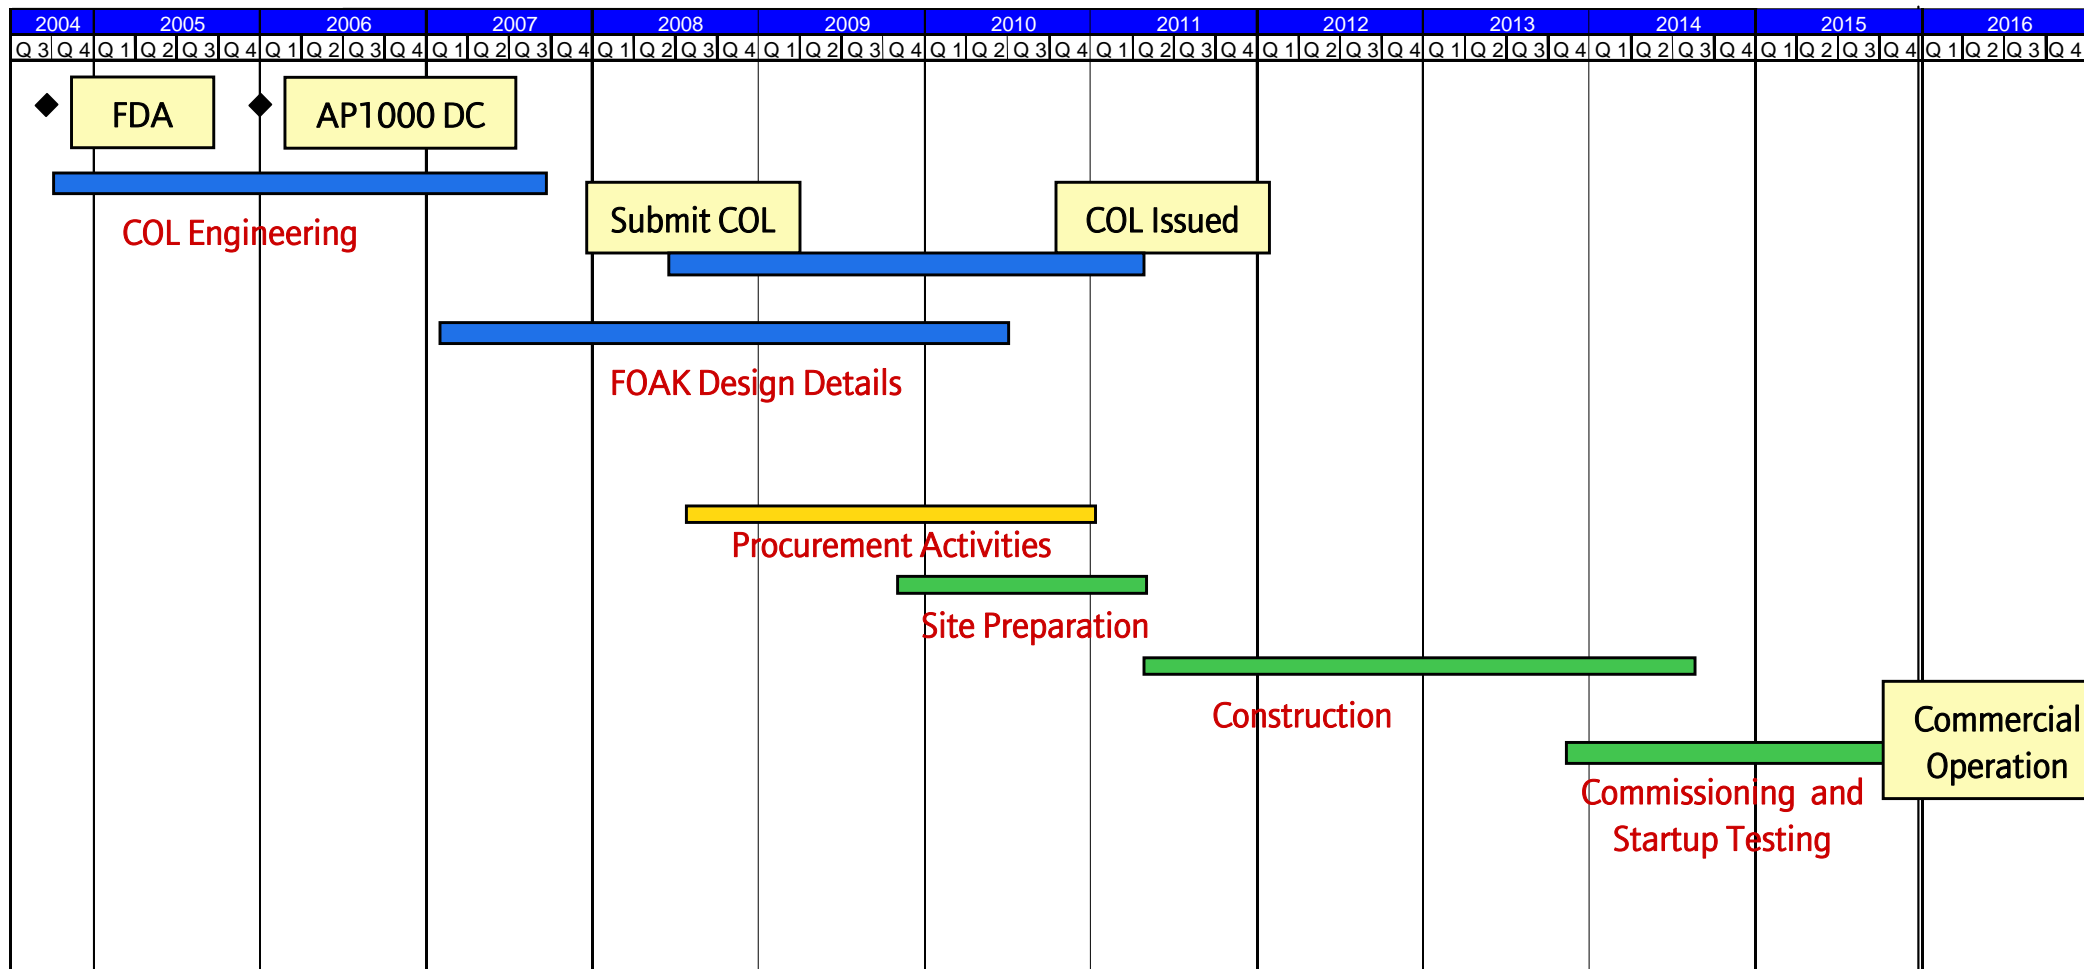 2004 2005 2006 2007 2008 2009 2010 2011 2012 2013 2014 2015 2016
Q 3 Q 4 Q 1 Q 2 Q 3 Q 4 Q 1 Q 2 Q 3 Q 4 Q 1 Q 2 Q 3 Q 4 Q 1 Q 2 Q 3 Q 4 Q 1 Q 2 Q 3 Q 4 Q 1 Q 2 Q 3 Q 4 Q 1 Q 2 Q 3 Q 4 Q 1 Q 2 Q 3 Q 4 Q 1 Q 2 Q 3 Q 4 Q 1 Q 2 Q 3 Q 4 Q 1 Q 2 Q 3 Q 4 Q 1 Q 2 Q 3 Q 4
FDA
AP1000 DC
COL Engineering
Submit COL
COL Issued
FOAK Design Details
Procurement Activities
Site Preparation
Construction
Commercial
Operation
Commissioning and
Startup Testing